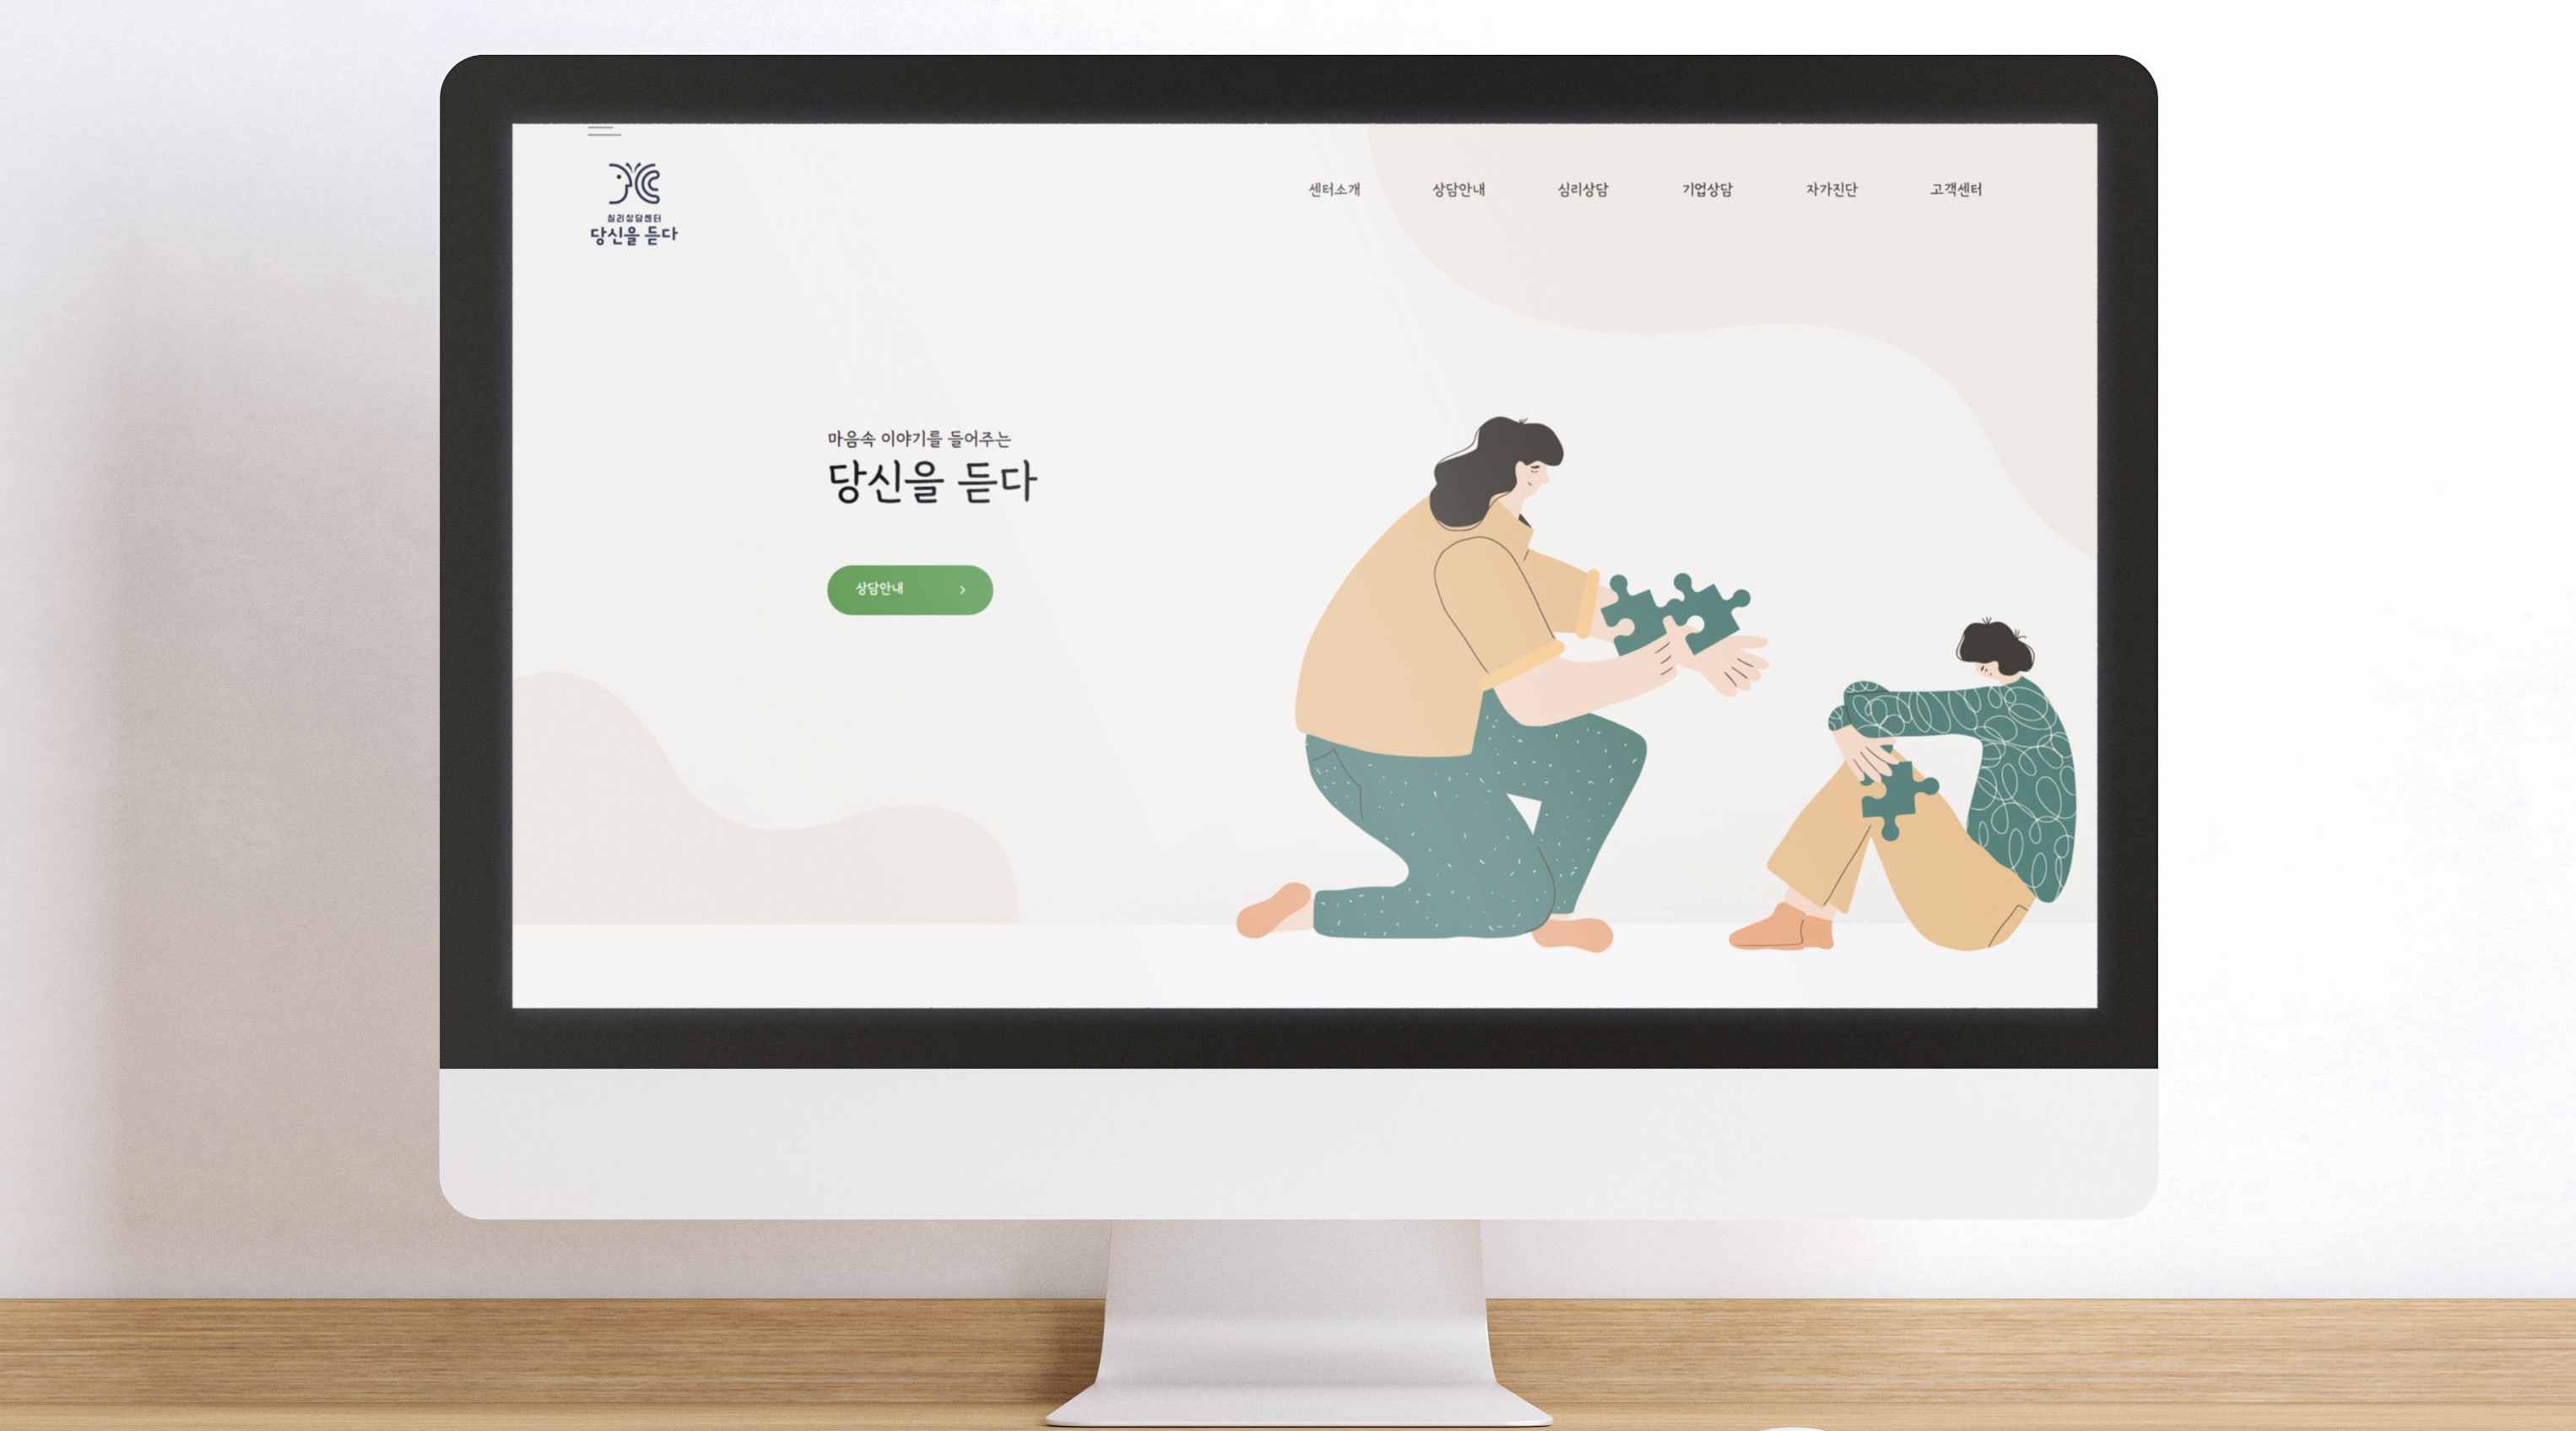 심리상담센터
당신을 듣다
센터소개 상담안내 심리상담 기업상담 자가진단 고객센터
마음속 이야기를 들어주는
당신을 듣다
상담안내